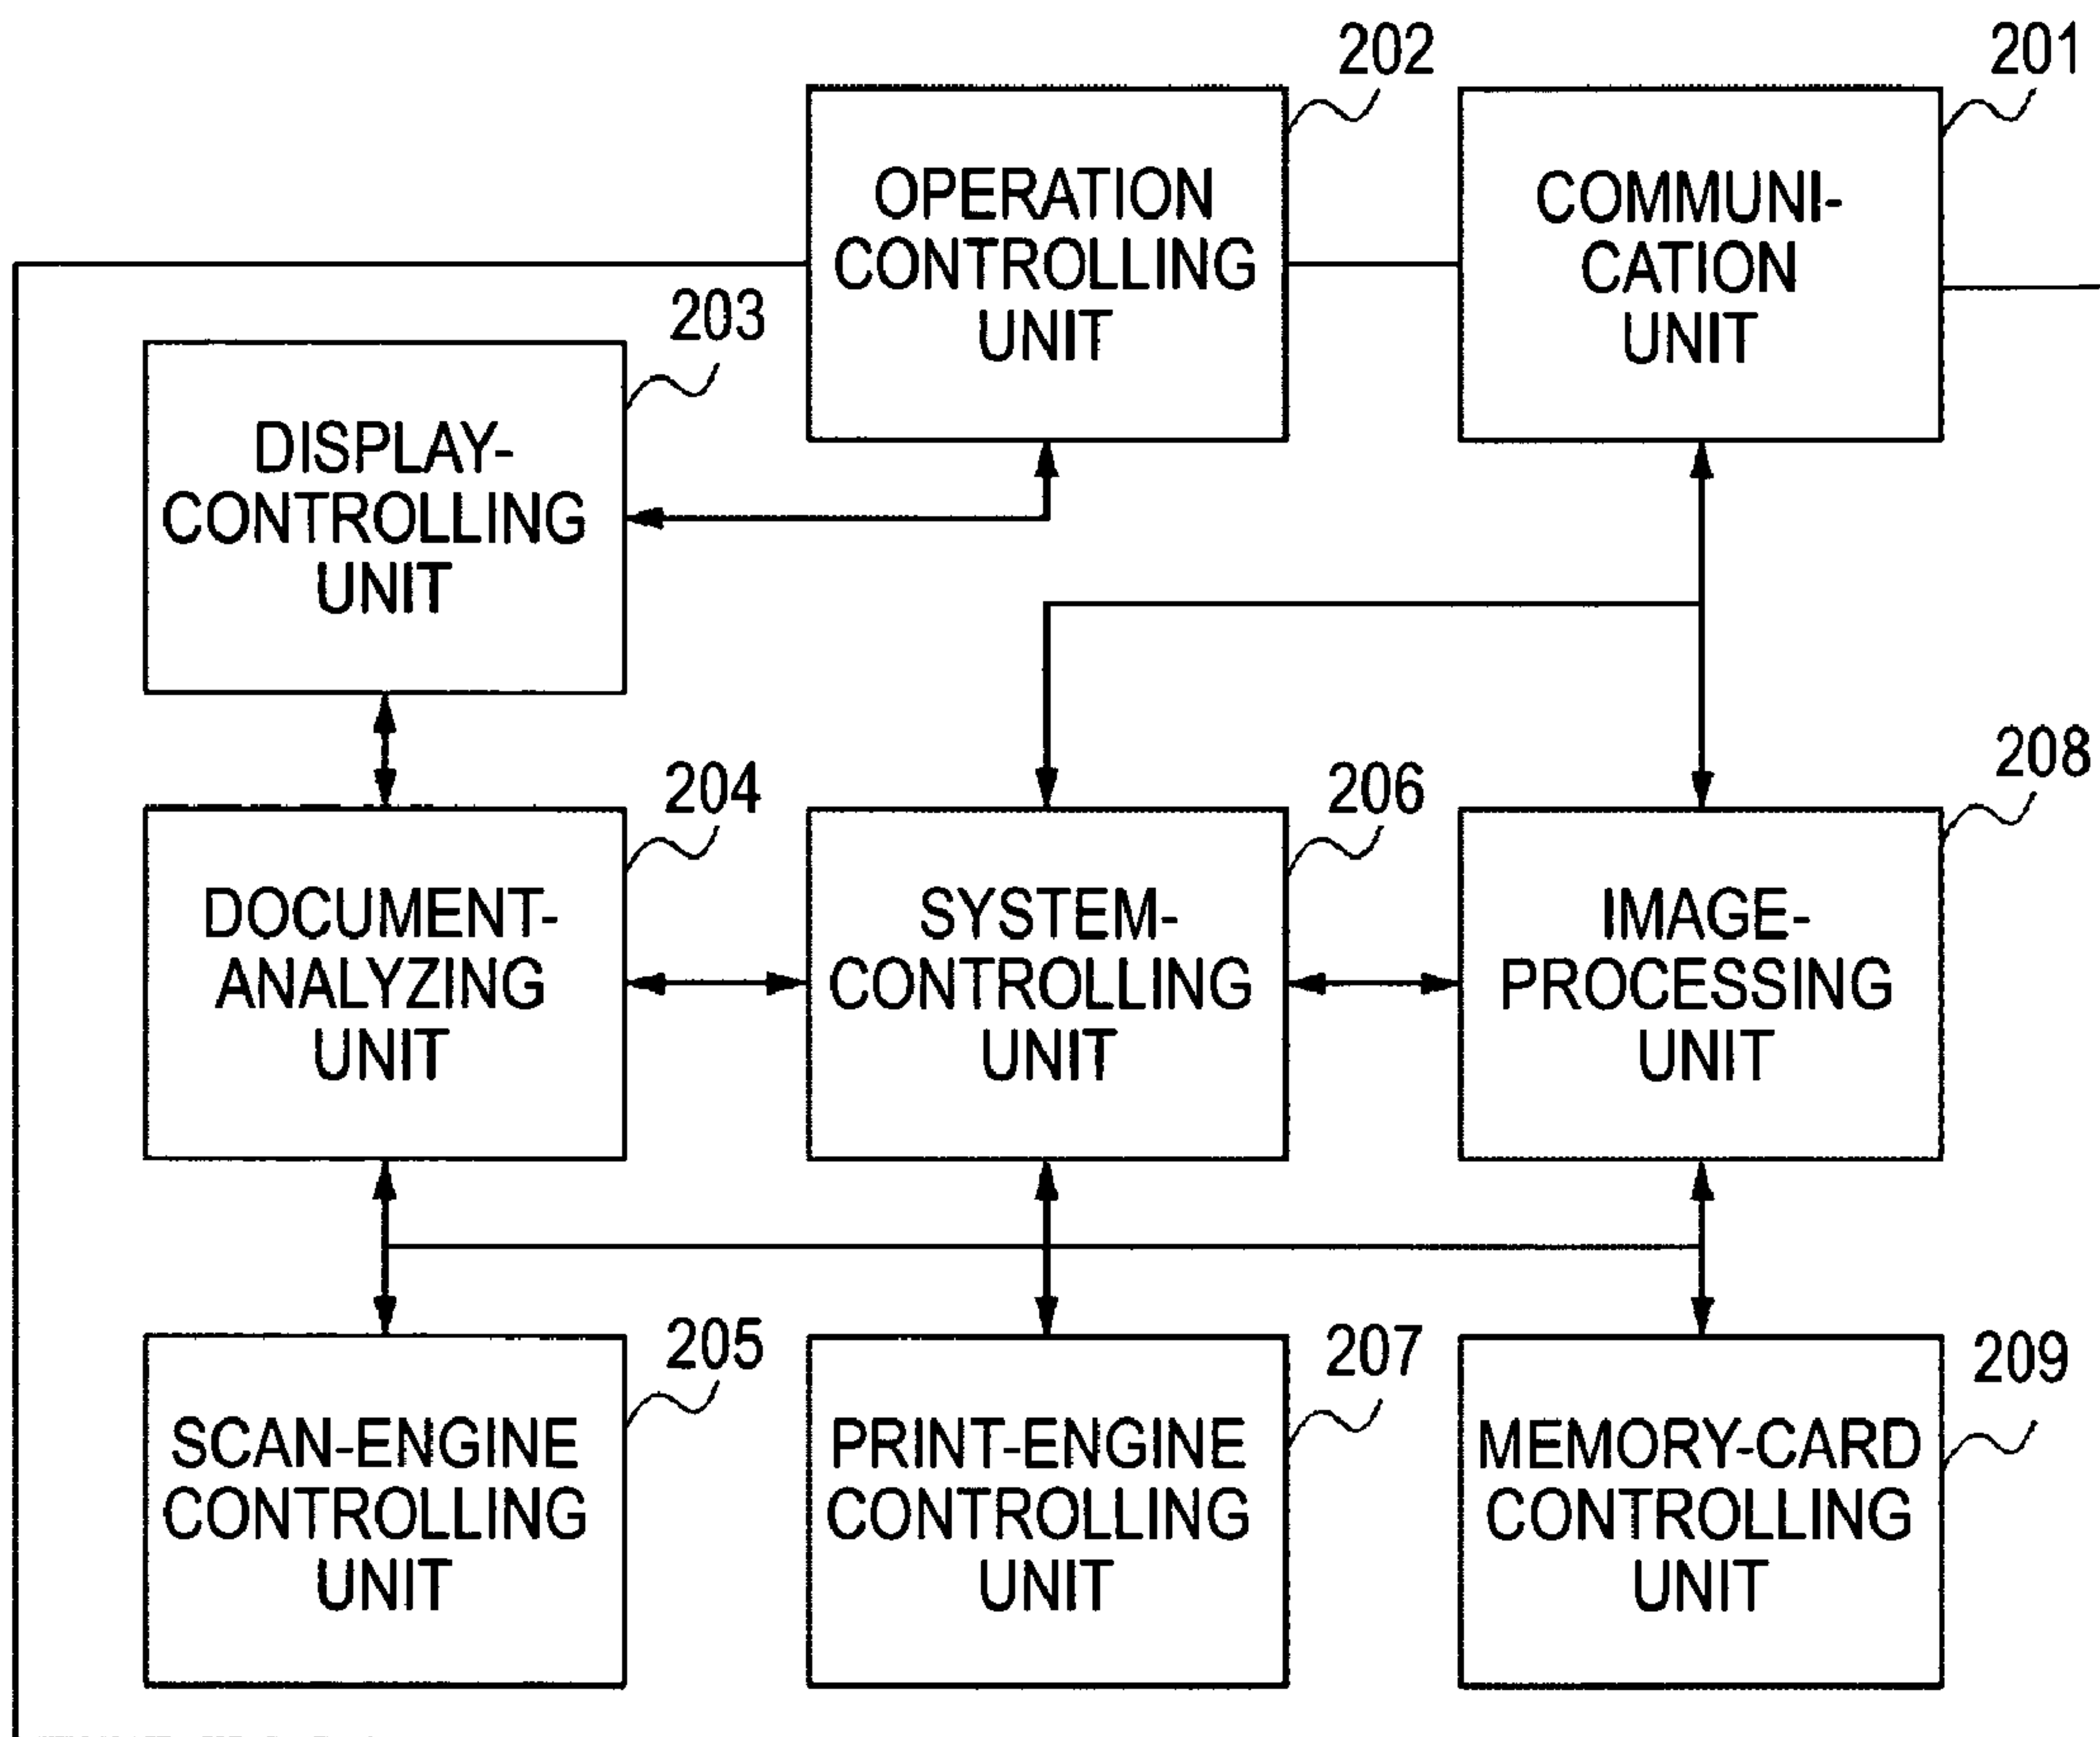 202
201
OPERATION
CONTROLLING
UNIT
COMMUNI-
CATION
UNIT
203
DISPLAY-
CONTROLLING
UNIT
204
206
208
DOCUMENT-
ANALYZING
UNIT
SYSTEM-
CONTROLLING
UNIT
IMAGE-
PROCESSING
UNIT
205
207
209
SCAN-ENGINE
CONTROLLING
UNIT
PRINT-ENGINE
CONTROLLING
UNIT
MEMORY-CARD
CONTROLLING
UNIT